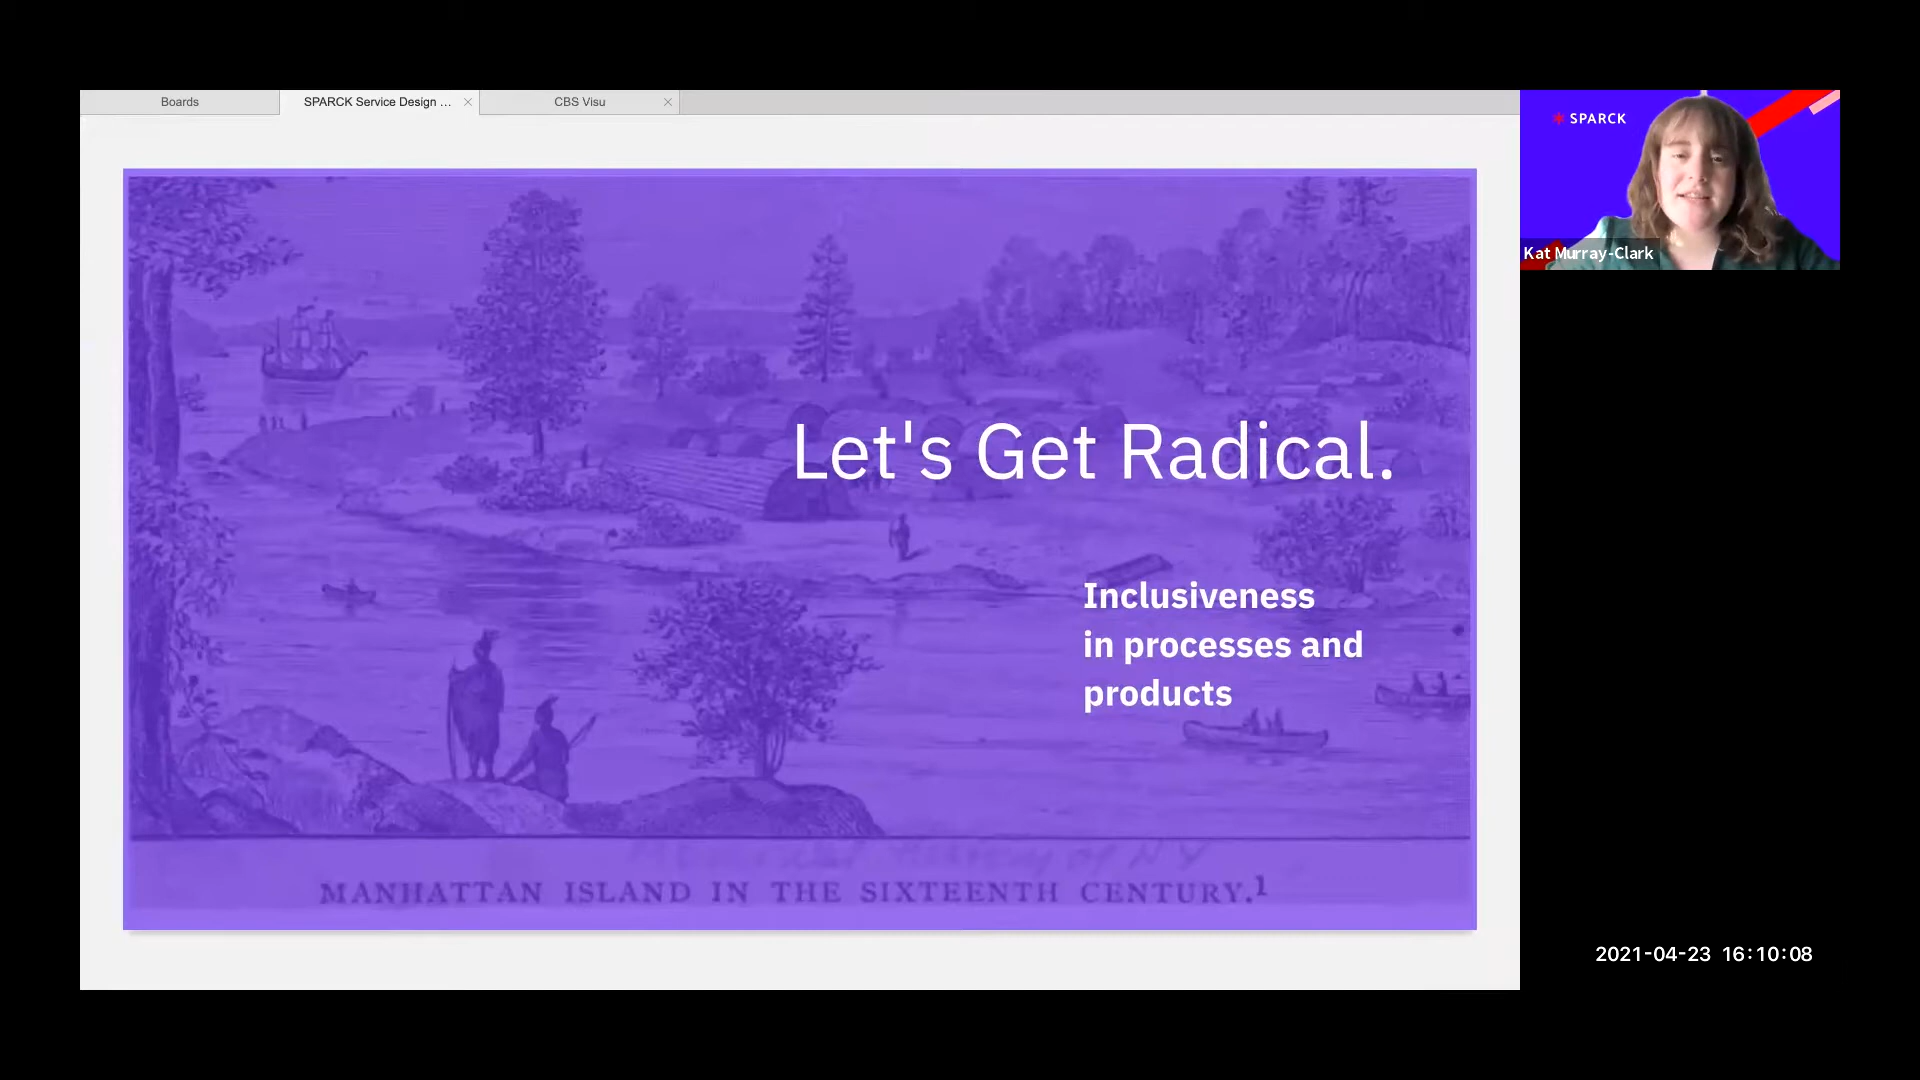 Boards
SPARCK Service Design ...
CBS Visu
SPARCK
Kat Murray-Clark
Let's Get Radical.
Inclusiveness
in processes and
products
MANHATTAN ISLAND IN THE SIXTEENTH CENTURY.1
2021-04-23 16:10:08